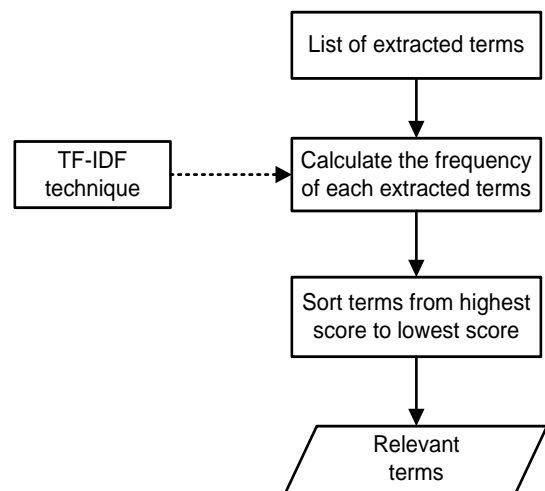 List of extracted terms
TF-IDF
technique
Calculate the frequency
of each extracted terms
Sort terms from highest
score to lowest score
Relevant
terms